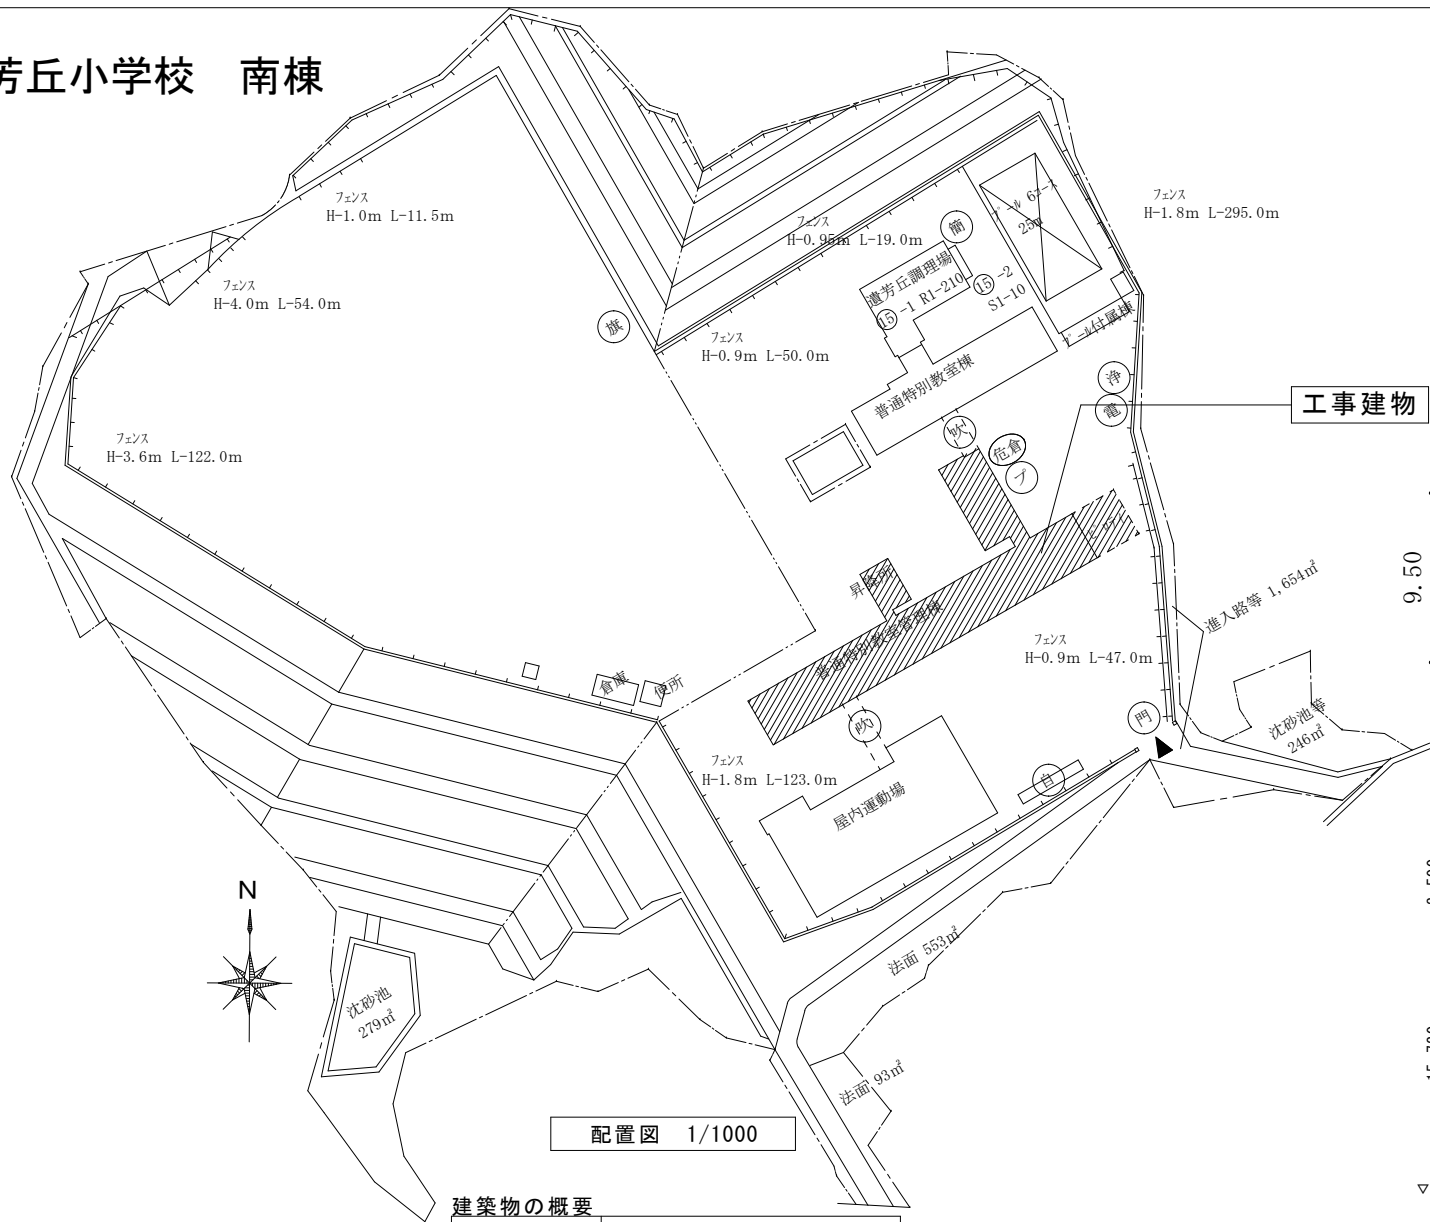 芳丘小学校 南棟
フェンス
H-1.0m L-11.5m
フェンス
H-4.0m L-54.0m
フェンス
H-3.6m L-122.0m
フェンス
H-0.95m L-19.0m
フェンス
H-0.9m L-50.0m
フェンス
H-1.8m L-295.0m
旗
簡
プール 6コース
25m
遺芳丘調理場
⑮-1 R1-210
⑮-2
S1-10
プール付属棟
普通特別教室棟
浄
電
工事建物
吹
危倉
プ
昇降所
普通特別教室管理棟
フェンス
H-0.9m L-47.0m
進入路等 1,654㎡
9.50
倉庫
便所
吹
門
沈砂池等
246㎡
フェンス
H-1.8m L-123.0m
自
屋内運動場
N
沈砂池
279㎡
法面 553㎡
法面 93㎡
配置図 1/1000
建築物の概要